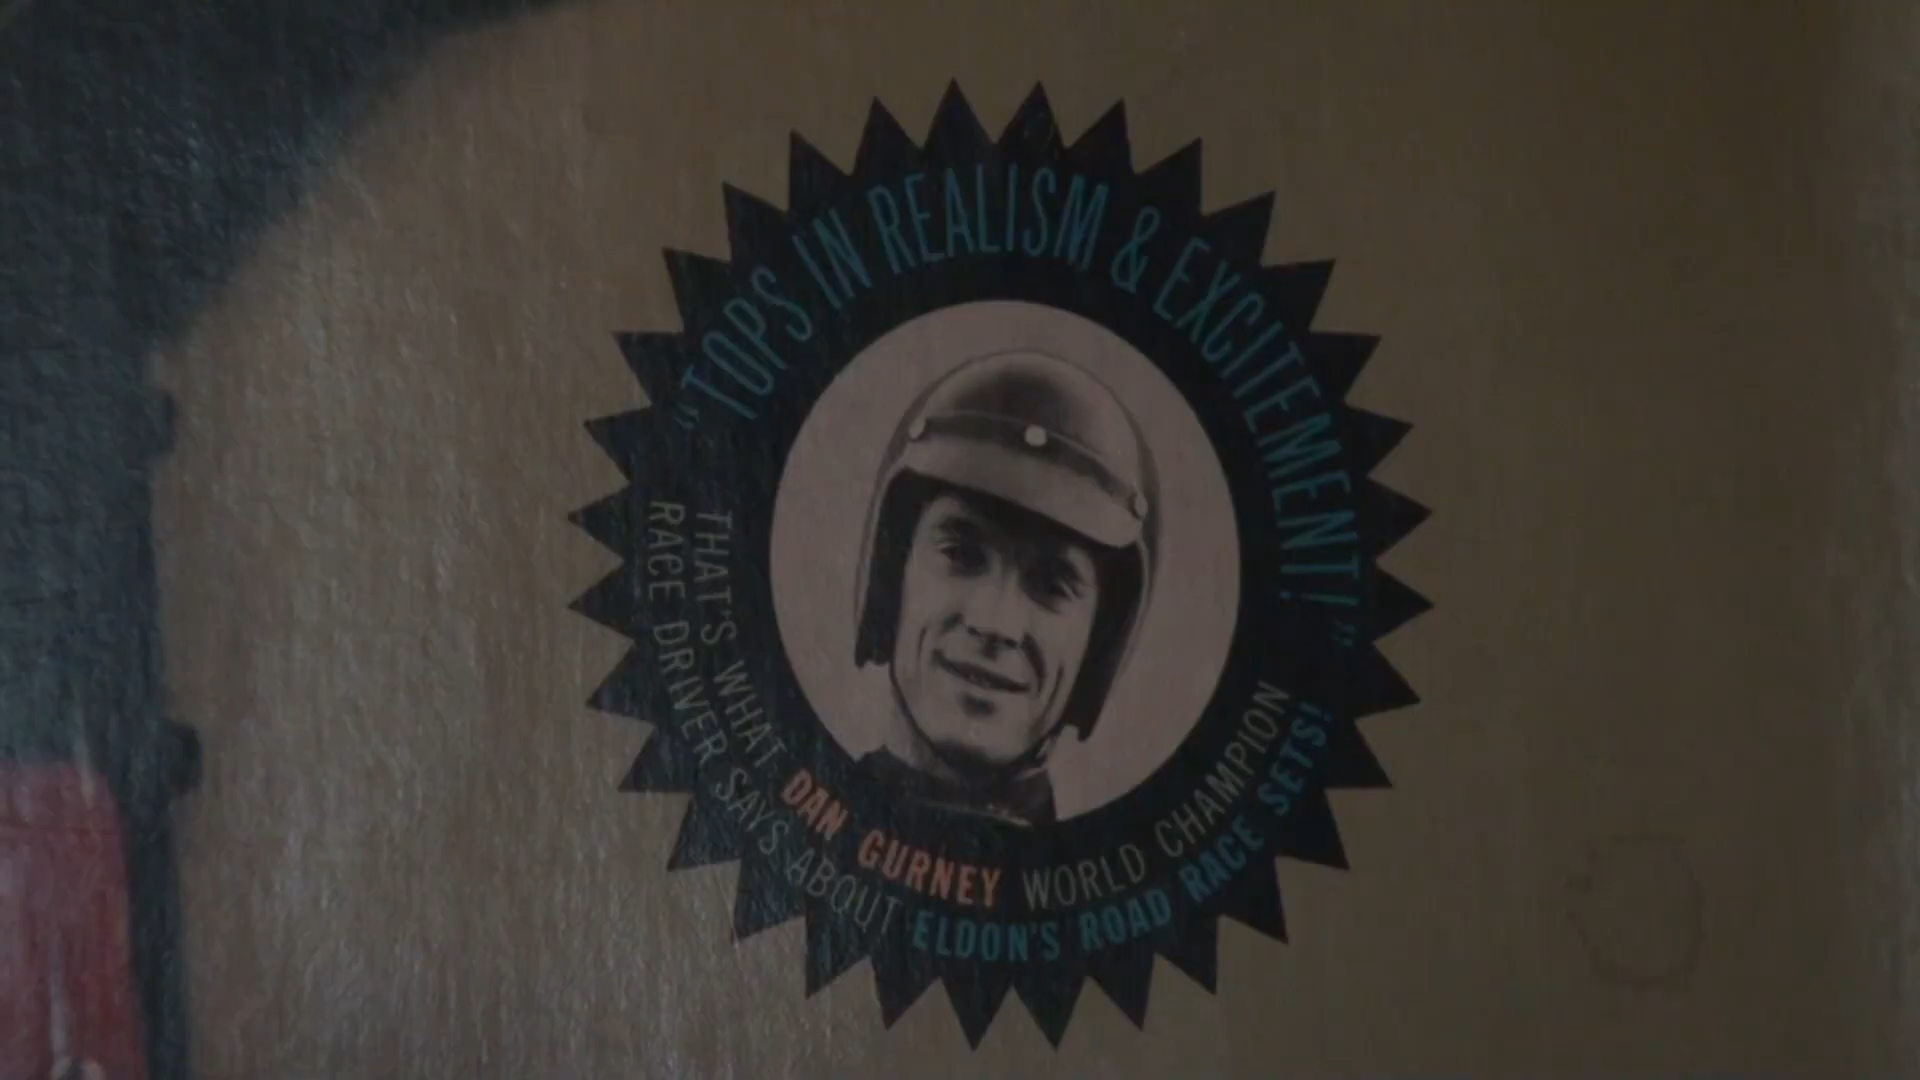 "TOPS IN REALISM & EXCITEMENT!"
THAT'S WHAT DAN GURNEY WORLD CHAMPION
RACE DRIVER SAYS ABOUT ELDON'S ROAD RACE SETS!